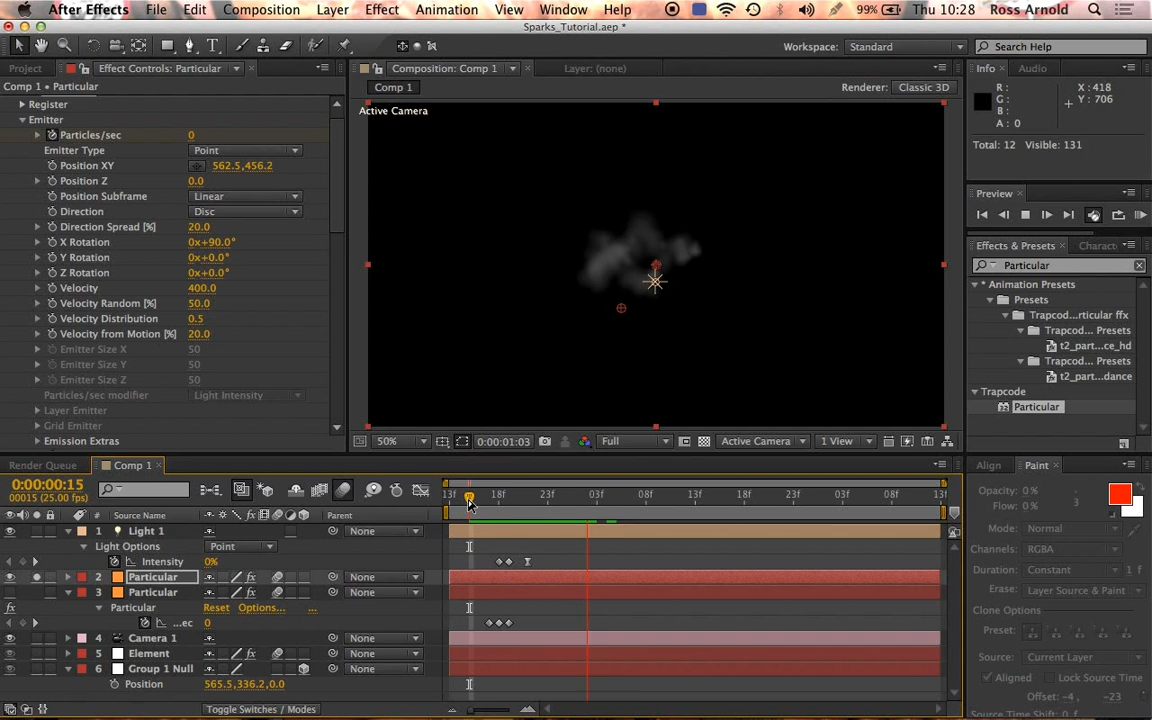 After Effects File Edit Composition Layer Effect Animation View Window Help 99% Thu 10:28 Ross Arnold
Sparks_Tutorial.aep *
Workspace: Standard Search Help
Project Effect Controls: Particular Composition: Comp 1 Layer: (none) Info Audio
Comp 1 • Particular Comp 1 Renderer: Classic 3D
Active Camera
R: G: B: A: 0 X: 418 Y: 706
Total: 12 Visible: 131
Register
Emitter
Particles/sec 0
Emitter Type Point
Position XY 562.5,456.2
Position Z 0.0
Position Subframe Linear
Direction Disc
Direction Spread [%] 20.0
X Rotation 0x+90.0°
Y Rotation 0x+0.0°
Z Rotation 0x+0.0°
Velocity 400.0
Velocity Random [%] 50.0
Velocity Distribution 0.5
Velocity from Motion [%] 20.0
Emitter Size X 50
Emitter Size Y 50
Emitter Size Z 50
Particles/sec modifier Light Intensity
Layer Emitter
Grid Emitter
Emission Extras
50% 0:00:01:03 Full Active Camera 1 View
Preview
Effects & Presets Charact
Particular
* Animation Presets
Presets
Trapcod...rticular ffx
Trapcod... Presets
t2_part...ce_hd
Trapcod... Presets
t2_part...dance
Trapcode
Particular
Render Queue Comp 1
0:00:00:15
00015 (25.00 fps)
13f 18f 23f 03f 08f 13f 18f 23f 03f 08f 13f
# Source Name Parent
1 Light 1 None
Light Options Point
Intensity 0%
2 Particular None
3 Particular None
Particular Reset Options... ...
...ec 0
4 Camera 1 None
5 Element None
6 Group 1 Null None
Position 565.5,336.2,0.0
Toggle Switches / Modes
Align Paint
Opacity: 0 %
Flow: 0 %
Mode: Normal
Channels: RGBA
Duration: Constant 1 f
Erase: Layer Source & Paint
Clone Options
Preset:
Source: Current Layer
Aligned Lock Source Time
Offset: -4 , -23
Source Time Shift: 0 f